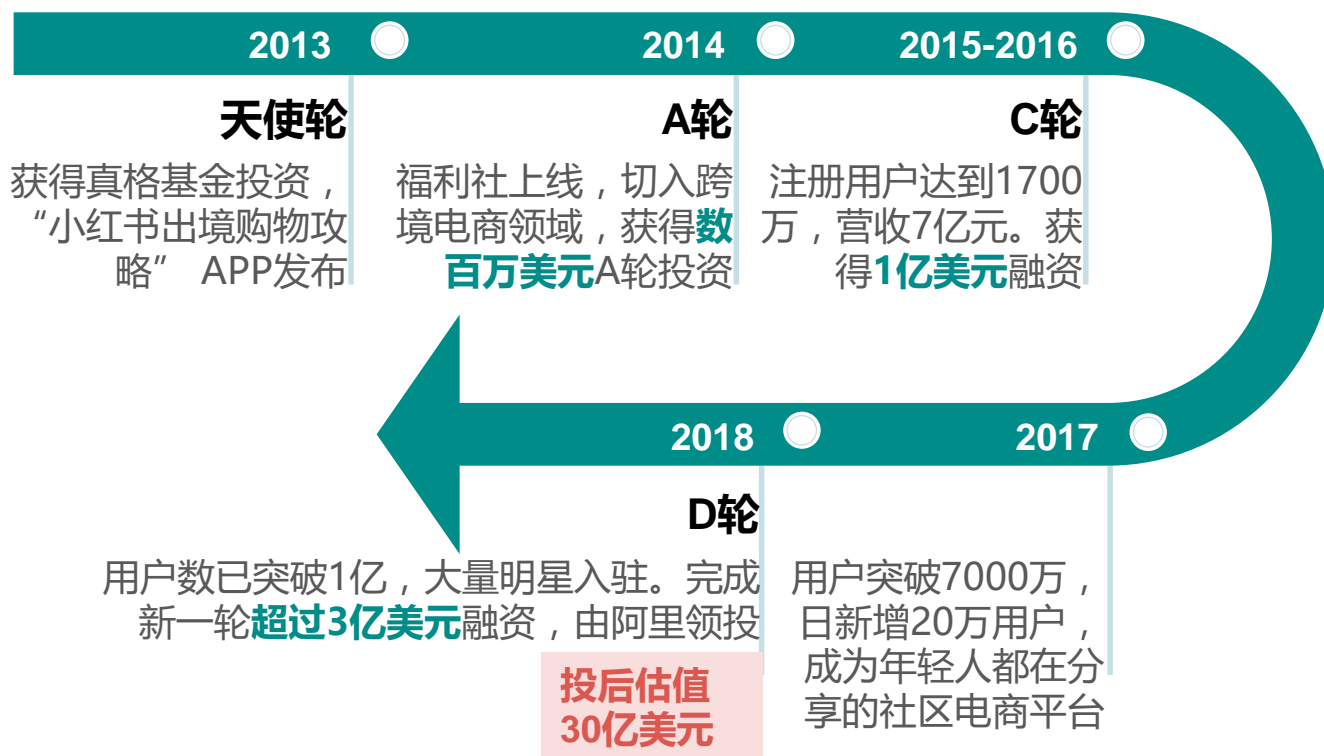 2013
天使轮
获得真格基金投资，
“小红书出境购物攻
略” APP发布
2014
A轮
福利社上线，切入跨
境电商领域，获得数
百万美元A轮投资
2015-2016
C轮
注册用户达到1700
万，营收7亿元。获
得1亿美元融资
2017
用户突破7000万，
日新增20万用户，
成为年轻人都在分
享的社区电商平台
2018
D轮
用户数已突破1亿，大量明星入驻。完成
新一轮超过3亿美元融资，由阿里领投
投后估值
30亿美元